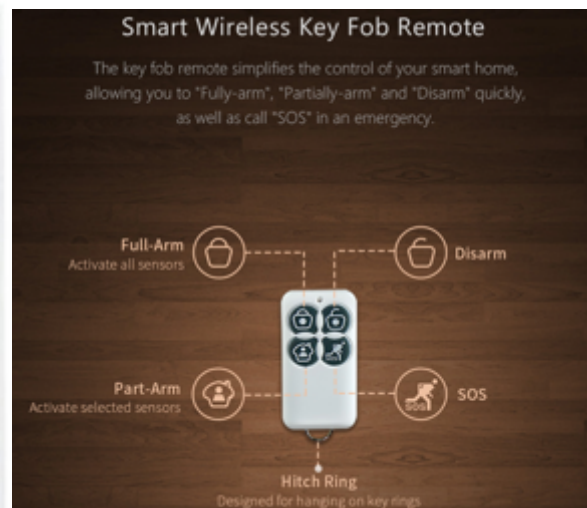 Smart Wireless Key Fob Remote
The key fob remote simplifies the control of your smart home,
allowing you to "Fully-arm", "Partially-arm" and "Disarm" quickly,
as well as call "SOS" in an emergency.
Full-Arm
Activate all sensors
Disarm
Part-Arm
Activate selected sensors
SOS
SOS
Hitch Ring
Designed for hanging on key rings